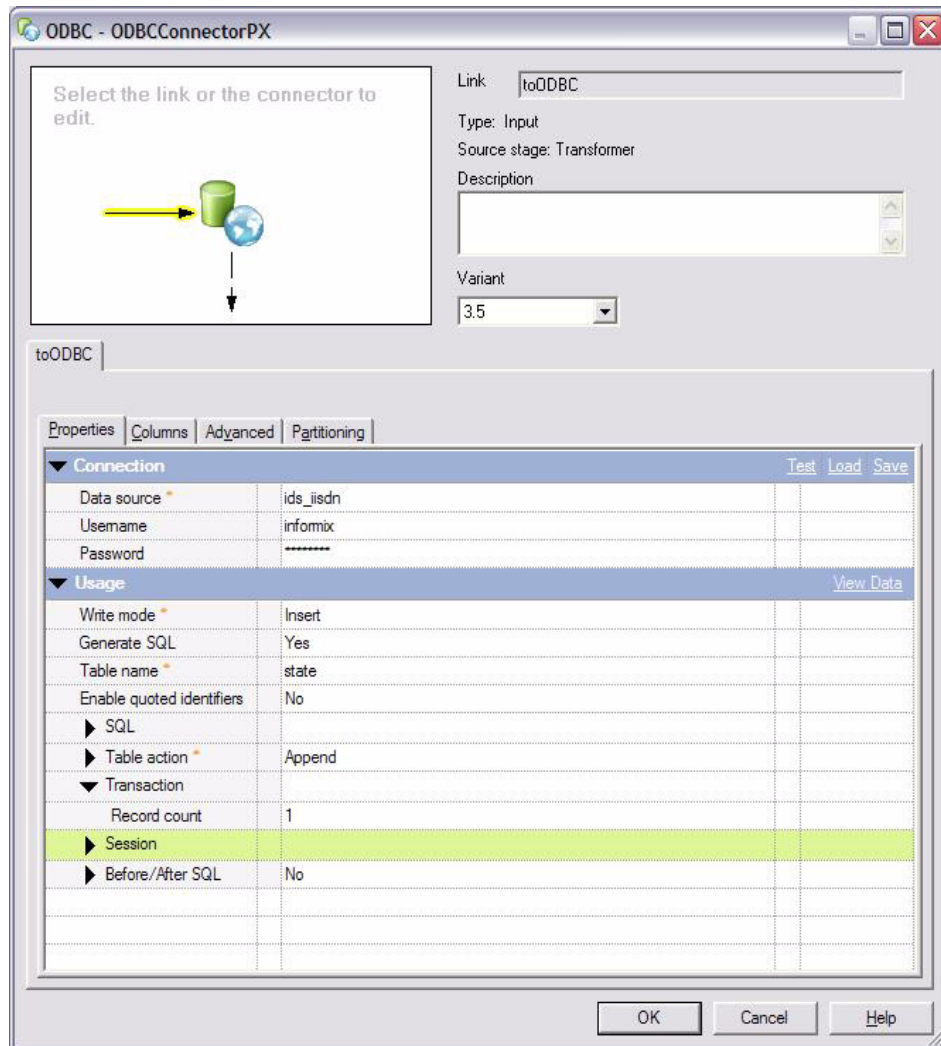 ODBC - ODBCConnectorPX
Select the link or the connector to
edit.
Link toODBC
Type: Input
Source stage: Transformer
Description
Variant
3.5
toODBC
Properties Columns Advanced Partitioning
Connection Test Load Save
Data source * ids_iisdn
Username informix
Password ********
Usage View Data
Write mode * Insert
Generate SQL Yes
Table name * state
Enable quoted identifiers No
SQL
Table action * Append
Transaction
Record count 1
Session
Before/After SQL No
OK Cancel Help